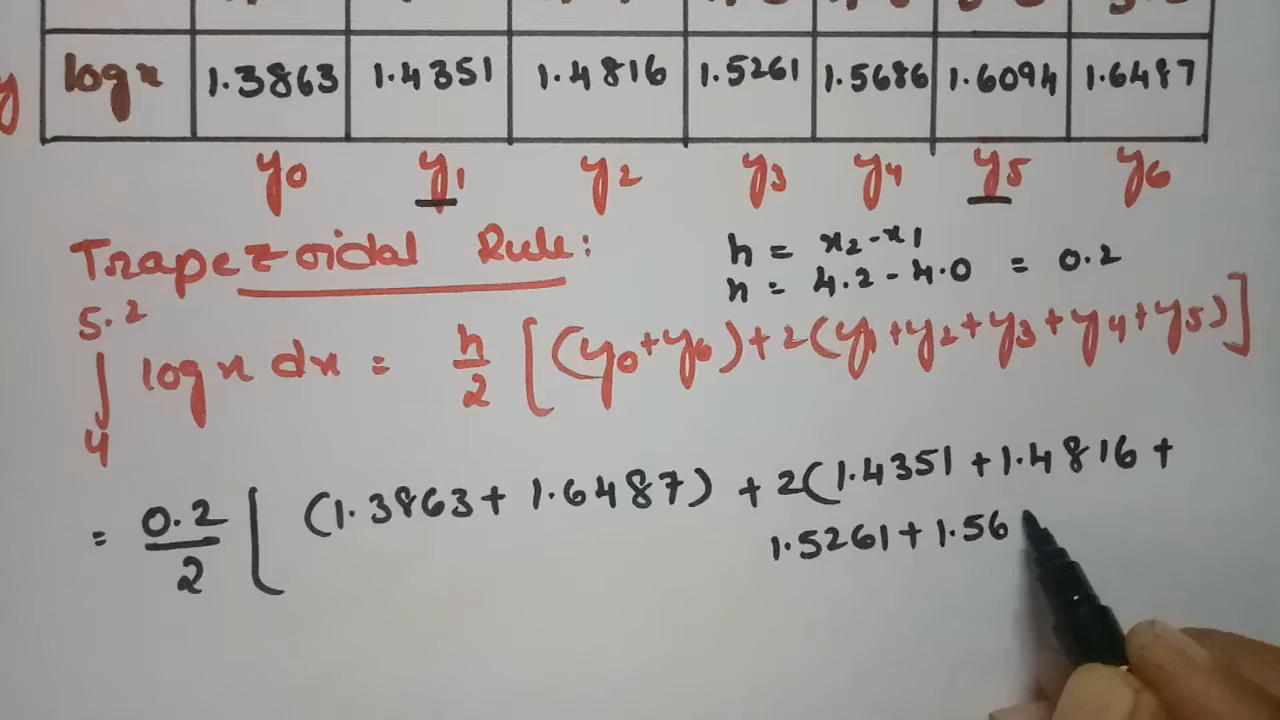 y log x 1.3863 1.4351 1.4816 1.5261 1.5686 1.6094 1.6487
y0 y1 y2 y3 y4 y5 y6
Trapezoidal Rule:
h = x2-x1
h = 4.2-4.0 = 0.2
∫ 5.2 4 log x dx = h/2 [(y0+y6)+2(y1+y2+y3+y4+y5)]
= 0.2/2 [ (1.3863+1.6487) + 2(1.4351+1.4816+
1.5261+1.56